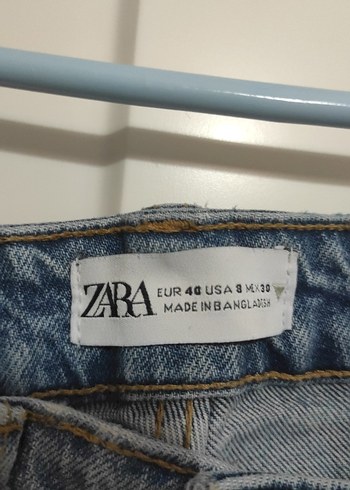 ZARA
EUR 40 USA 8 MEX 30
MADE IN BANGLADESH